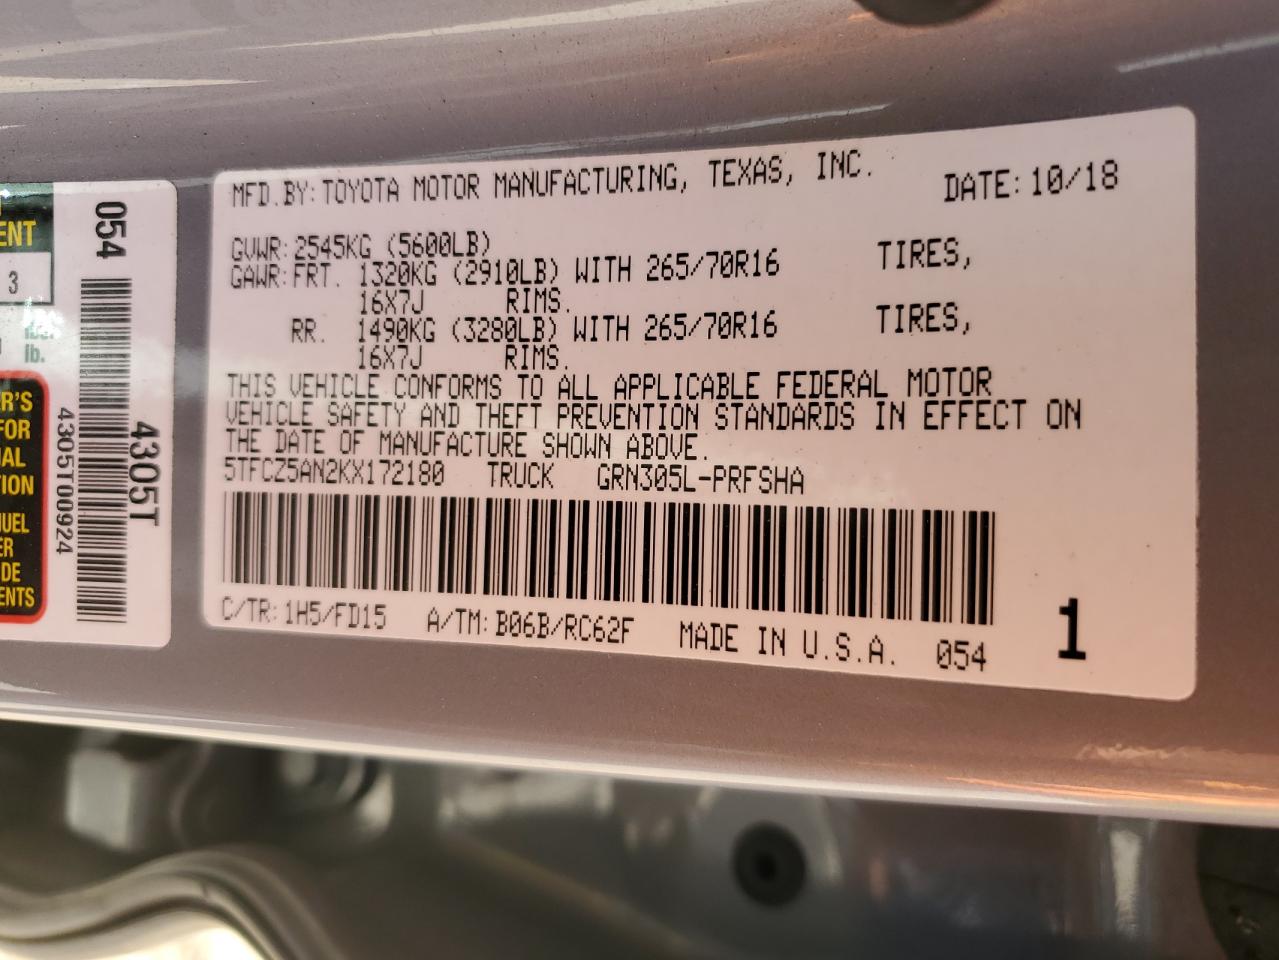 MFD.BY:TOYOTA MOTOR MANUFACTURING, TEXAS, INC. DATE:10/18
GVWR:2545KG (5600LB)
GAWR:FRT. 1320KG (2910LB) WITH 265/70R16 TIRES,
16X7J RIMS.
RR. 1490KG (3280LB) WITH 265/70R16 TIRES,
16X7J RIMS.
THIS VEHICLE CONFORMS TO ALL APPLICABLE FEDERAL MOTOR
VEHICLE SAFETY AND THEFT PREVENTION STANDARDS IN EFFECT ON
THE DATE OF MANUFACTURE SHOWN ABOVE.
5TFCZ5AN2KX172180 TRUCK GRN305L-PRFSHA
C/TR:1H5/FD15 A/TM:B06B/RC62F MADE IN U.S.A. 054
1
054
4305T
4305T00924
ENT
3
lb.
ER'S
FOR
UAL
TION
UEL
ER
DE
ENTS